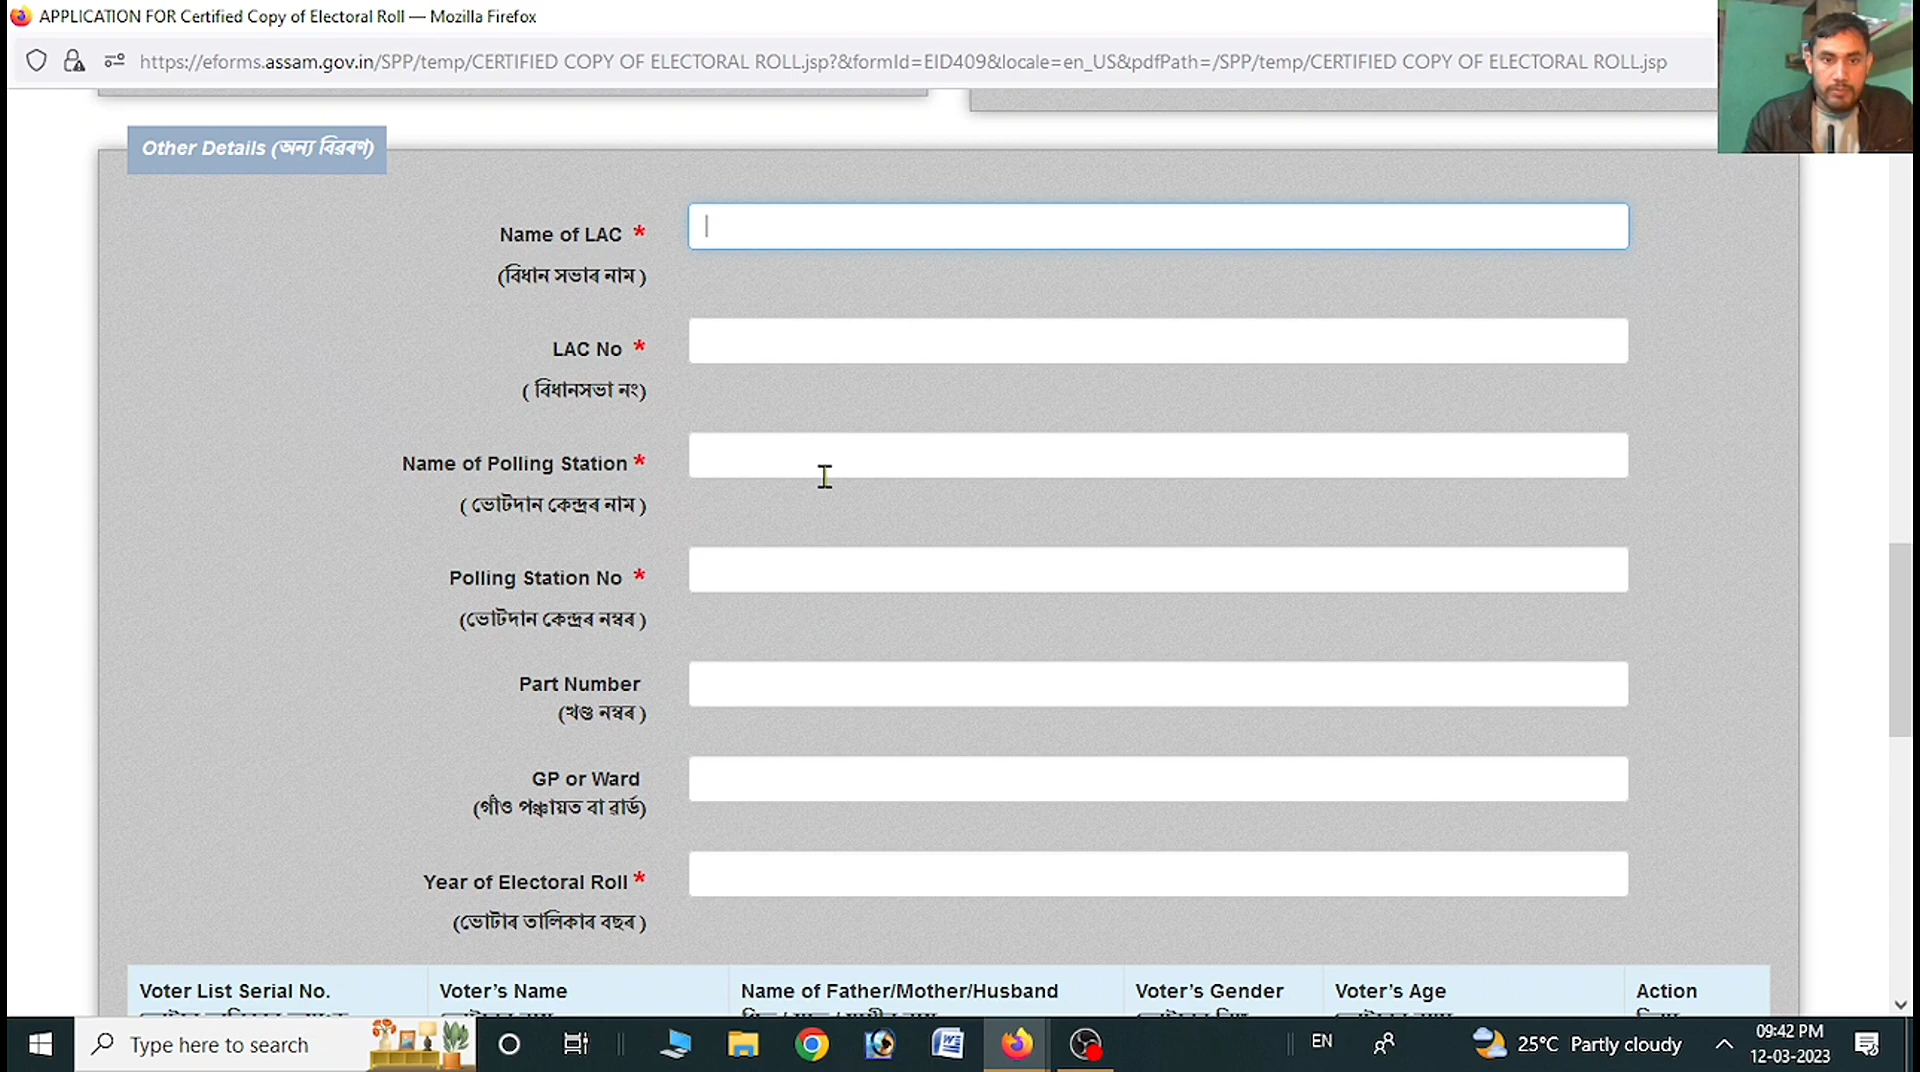 APPLICATION FOR Certified Copy of Electoral Roll — Mozilla Firefox
https://eforms.assam.gov.in/SPP/temp/CERTIFIED COPY OF ELECTORAL ROLL.jsp?&formId=EID409&locale=en_US&pdfPath=/SPP/temp/CERTIFIED COPY OF ELECTORAL ROLL.jsp
Other Details (অন্য বিৱৰণ)
Name of LAC *
(বিধান সভাৰ নাম )
LAC No *
( বিধানসভা নং)
Name of Polling Station *
( ভোটদান কেন্দ্ৰৰ নাম )
Polling Station No *
(ভোটদান কেন্দ্ৰৰ নম্বৰ )
Part Number
(খণ্ড নম্বৰ )
GP or Ward
(গাঁও পঞ্চায়ত বা ৱাৰ্ড)
Year of Electoral Roll *
(ভোটাৰ তালিকাৰ বছৰ )
Voter List Serial No. Voter’s Name Name of Father/Mother/Husband Voter’s Gender Voter’s Age Action
Type here to search
EN
25°C Partly cloudy
09:42 PM
12-03-2023